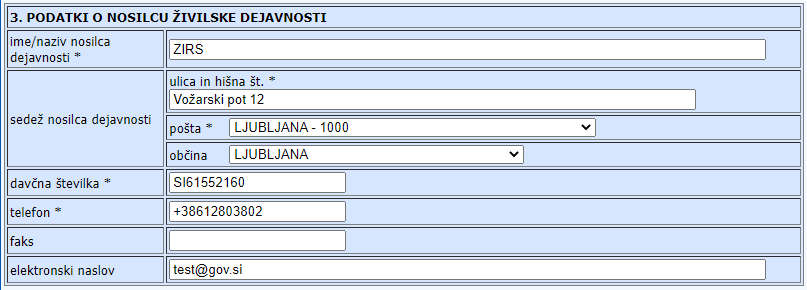 3. PODATKI O NOSILCU ŽIVILSKE DEJAVNOSTI
ime/naziv nosilca
dejavnosti *
ZIRS
sedež nosilca dejavnosti
ulica in hišna št. *
Vožarski pot 12
pošta * LJUBLJANA - 1000
občina LJUBLJANA
davčna številka * SI61552160
telefon * +38612803802
faks
elektronski naslov test@gov.si